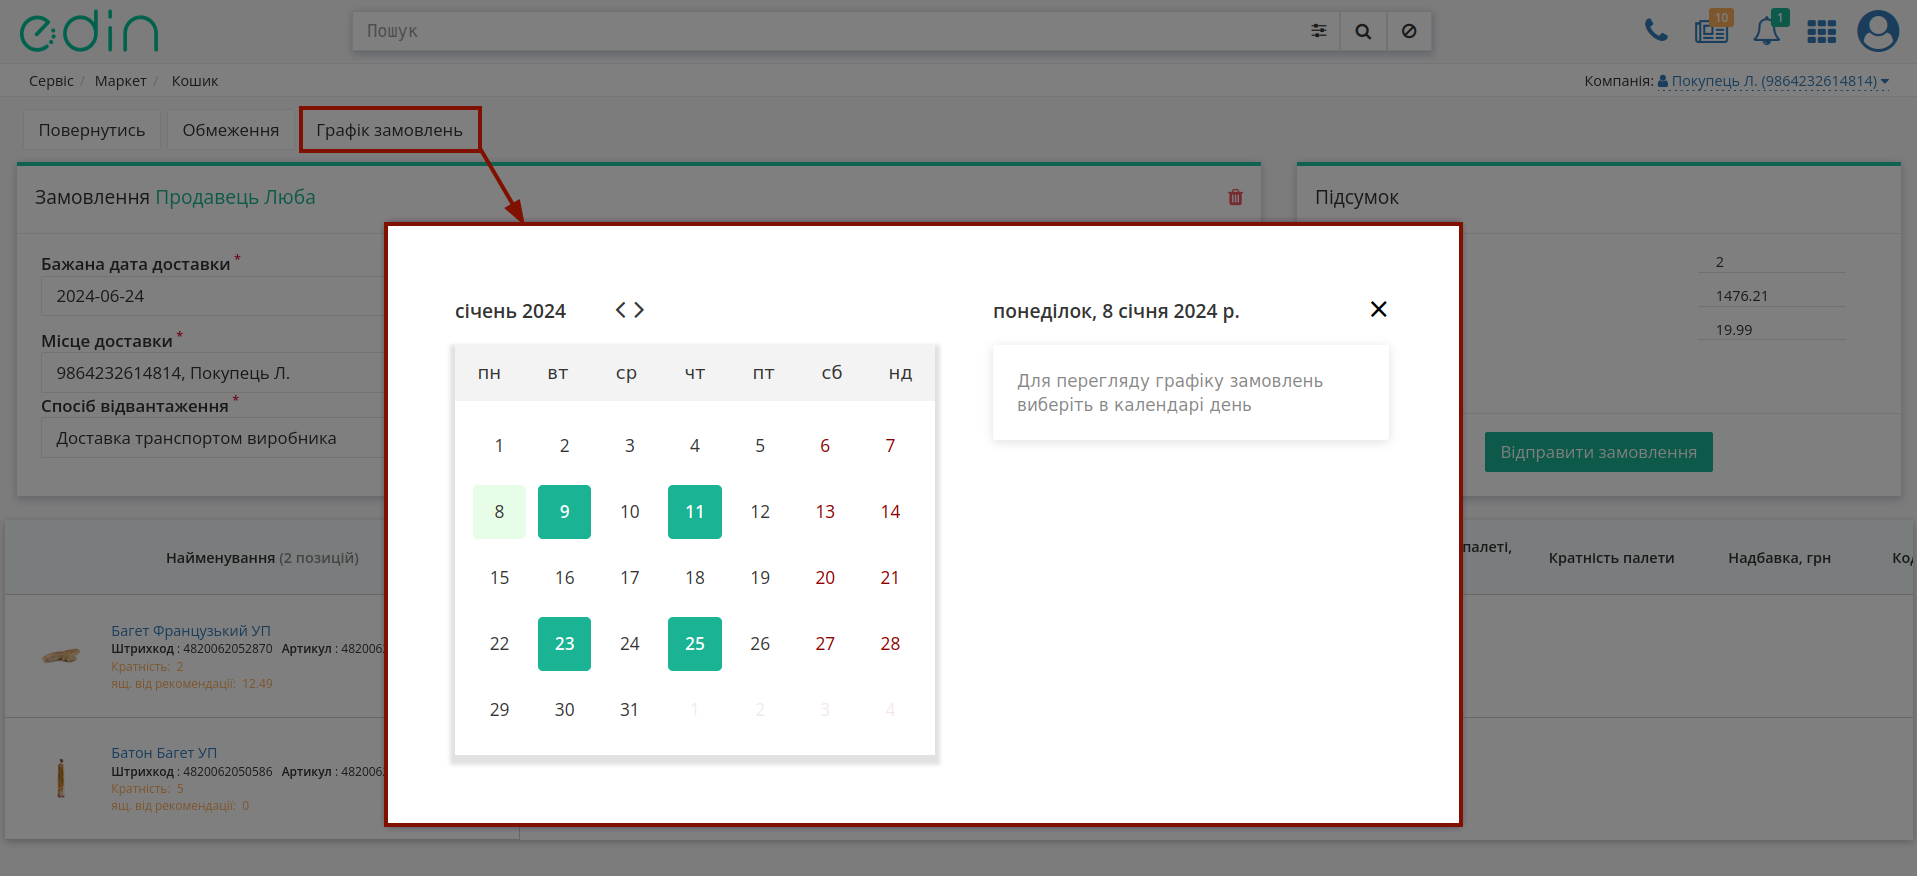 edin
Пошук
10
1
Сервіс / Маркет / Кошик
Компанія: Покупець Л. (9864232614814)
Повернутись
Обмеження
Графік замовлень
Замовлення Продавець Люба
Підсумок
Бажана дата доставки *
2024-06-24
Місце доставки *
9864232614814, Покупець Л.
Спосіб відвантаження *
Доставка транспортом виробника
2
1476.21
19.99
Відправити замовлення
січень 2024
пн вт ср чт пт сб нд
1 2 3 4 5 6 7
8 9 10 11 12 13 14
15 16 17 18 19 20 21
22 23 24 25 26 27 28
29 30 31 1 2 3 4
понеділок, 8 січня 2024 р.
Для перегляду графіку замовлень
виберіть в календарі день
Найменування (2 позицій)
палеті,
Кратність палети
Надбавка, грн
Код
Багет Французький УП
Штрихкод : 4820062052870 Артикул : 482006
Кратність: 2
ящ. від рекомендації: 12.49
Батон Багет УП
Штрихкод : 4820062050586 Артикул : 482006
Кратність: 5
ящ. від рекомендації: 0